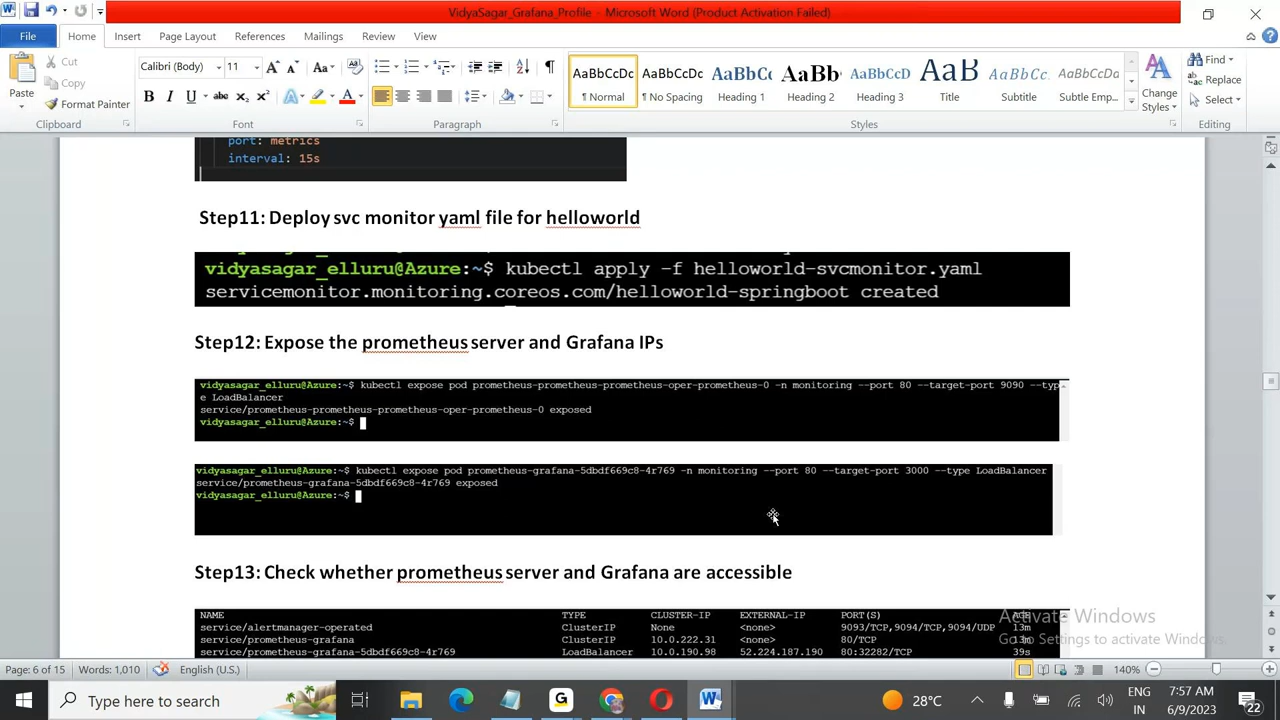 VidyaSagar_Grafana_Profile - Microsoft Word (Product Activation Failed)
File Home Insert Page Layout References Mailings Review View
Paste
Cut
Copy
Format Painter
Calibri (Body) 11
AaBbCcDc AaBbCcDc AaBbCc AaBb AaBbCcD AaB AaBbCc. AaBbCcDc
¶ Normal ¶ No Spacing Heading 1 Heading 2 Heading 3 Title Subtitle Subtle Emp...
Change Styles
Find
Replace
Select
Clipboard Font Paragraph Styles Editing
port: metrics
interval: 15s
Step11: Deploy svc monitor yaml file for helloworld
vidyasagar_elluru@Azure:~$ kubectl apply -f helloworld-svcmonitor.yaml
servicemonitor.monitoring.coreos.com/helloworld-springboot created
Step12: Expose the prometheus server and Grafana IPs
vidyasagar_elluru@Azure:~$ kubectl expose pod prometheus-prometheus-prometheus-oper-prometheus-0 -n monitoring --port 80 --target-port 9090 --typ
e LoadBalancer
service/prometheus-prometheus-prometheus-oper-prometheus-0 exposed
vidyasagar_elluru@Azure:~$
vidyasagar_elluru@Azure:~$ kubectl expose pod prometheus-grafana-5dbdf669c8-4r769 -n monitoring --port 80 --target-port 3000 --type LoadBalancer
service/prometheus-grafana-5dbdf669c8-4r769 exposed
vidyasagar_elluru@Azure:~$
Step13: Check whether prometheus server and Grafana are accessible
NAME TYPE CLUSTER-IP EXTERNAL-IP PORT(S) AGE
service/alertmanager-operated ClusterIP None <none> 9093/TCP,9094/TCP,9094/UDP 13m
service/prometheus-grafana ClusterIP 10.0.222.31 <none> 80/TCP 13m
service/prometheus-grafana-5dbdf669c8-4r769 LoadBalancer 10.0.190.98 52.224.187.190 80:32282/TCP 39s
Activate Windows
Go to Settings to activate Windows.
Page: 6 of 15 Words: 1,010 English (U.S.) 140%
Type here to search
28°C
ENG
IN
7:57 AM
6/9/2023
22